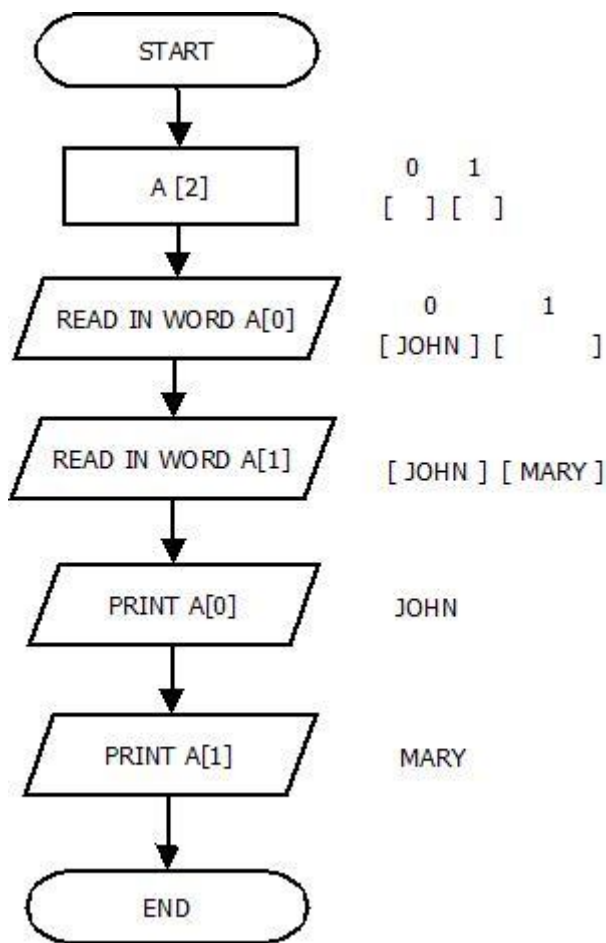 START
A [2]
0 1
[ ] [ ]
READ IN WORD A[0]
0 1
[ JOHN ] [ ]
READ IN WORD A[1]
[ JOHN ] [ MARY ]
PRINT A[0]
JOHN
PRINT A[1]
MARY
END